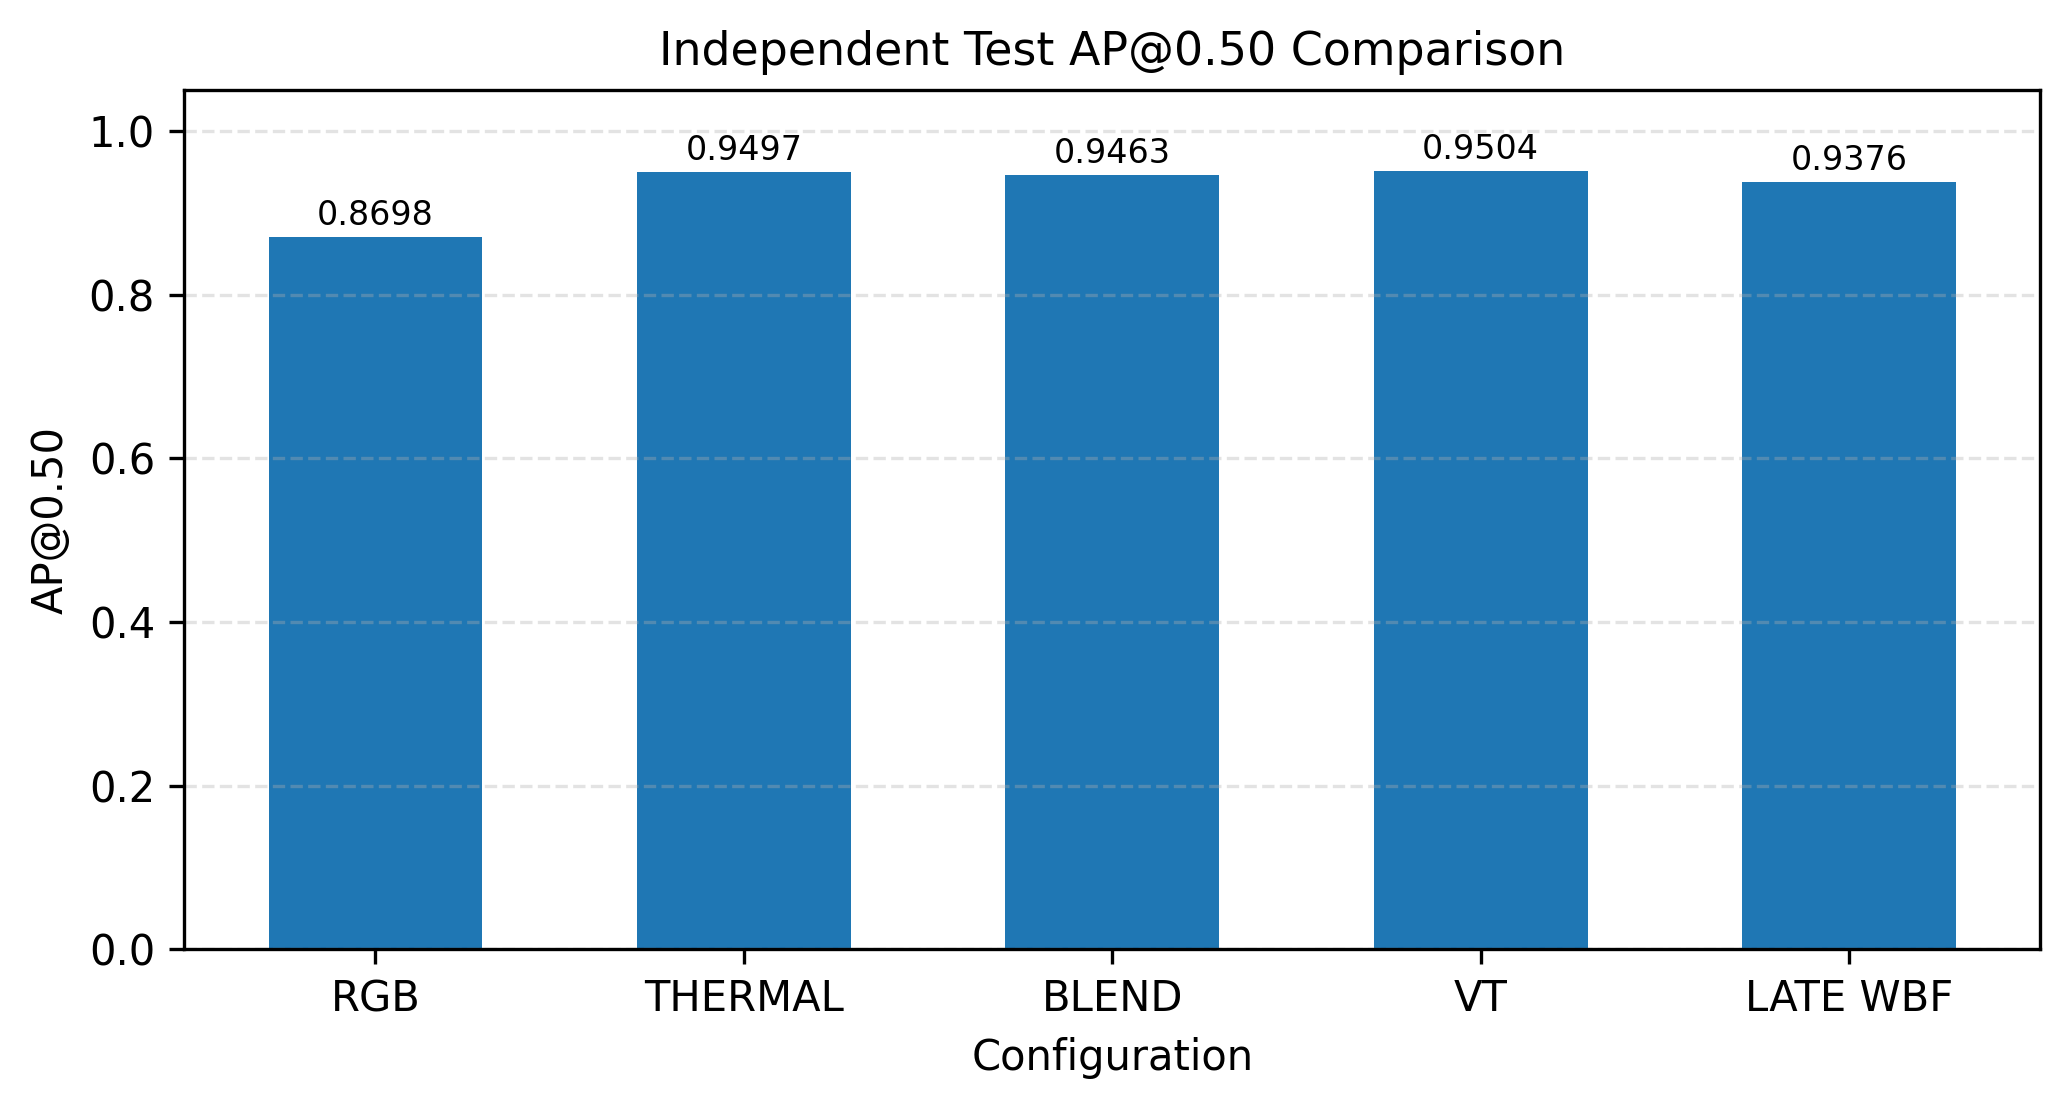 Independent Test AP@0.50 Comparison
1.0
0.8
0.6
0.4
0.2
0.0
AP@0.50
0.8698
0.9497
0.9463
0.9504
0.9376
RGB
THERMAL
BLEND
VT
LATE WBF
Configuration